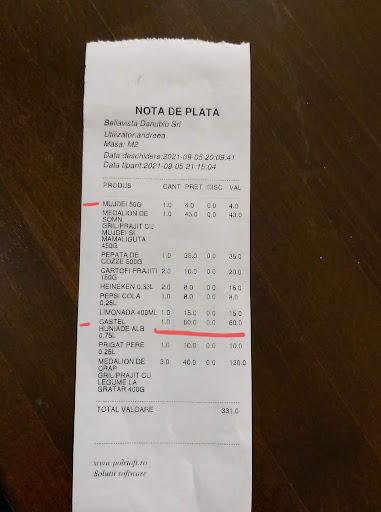 NOTA DE PLATA
Bellavista Danubio Srl
Utilizator:andreea
Masa: M2
Data deschidere:2021-09-05 20:09:41
Data tiparit:2021-09-05 21:15:04
PRODUS CANT PRET DISC VAL
MUJDEI 50G 1.0 4.0 0.0 4.0
MEDALION DE 1.0 43.0 0.0 43.0
SOMN
GRIL/PRAJIT CU
MUJDEI SI
MAMALIGUTA
450G
PEPATA DE 1.0 35.0 0.0 35.0
COZZE 500G
CARTOFI PRAJITI 2.0 10.0 0.0 20.0
150G
HEINEKEN 0,33L 2.0 8.0 0.0 16.0
PEPSI COLA 1.0 8.0 0.0 8.0
0,25L
LIMONADA 400ML 1.0 15.0 0.0 15.0
CASTEL 1.0 60.0 0.0 60.0
HUNIADE ALB
0,75L
PRIGAT PERE 1.0 10.0 0.0 10.0
0,25L
MEDALION DE 3.0 40.0 0.0 120.0
CRAP
GRIL/PRAJIT CU
LEGUME LA
GRATAR 400G
TOTAL VALOARE 331.0
www.pobsoft.ro
Solutii software